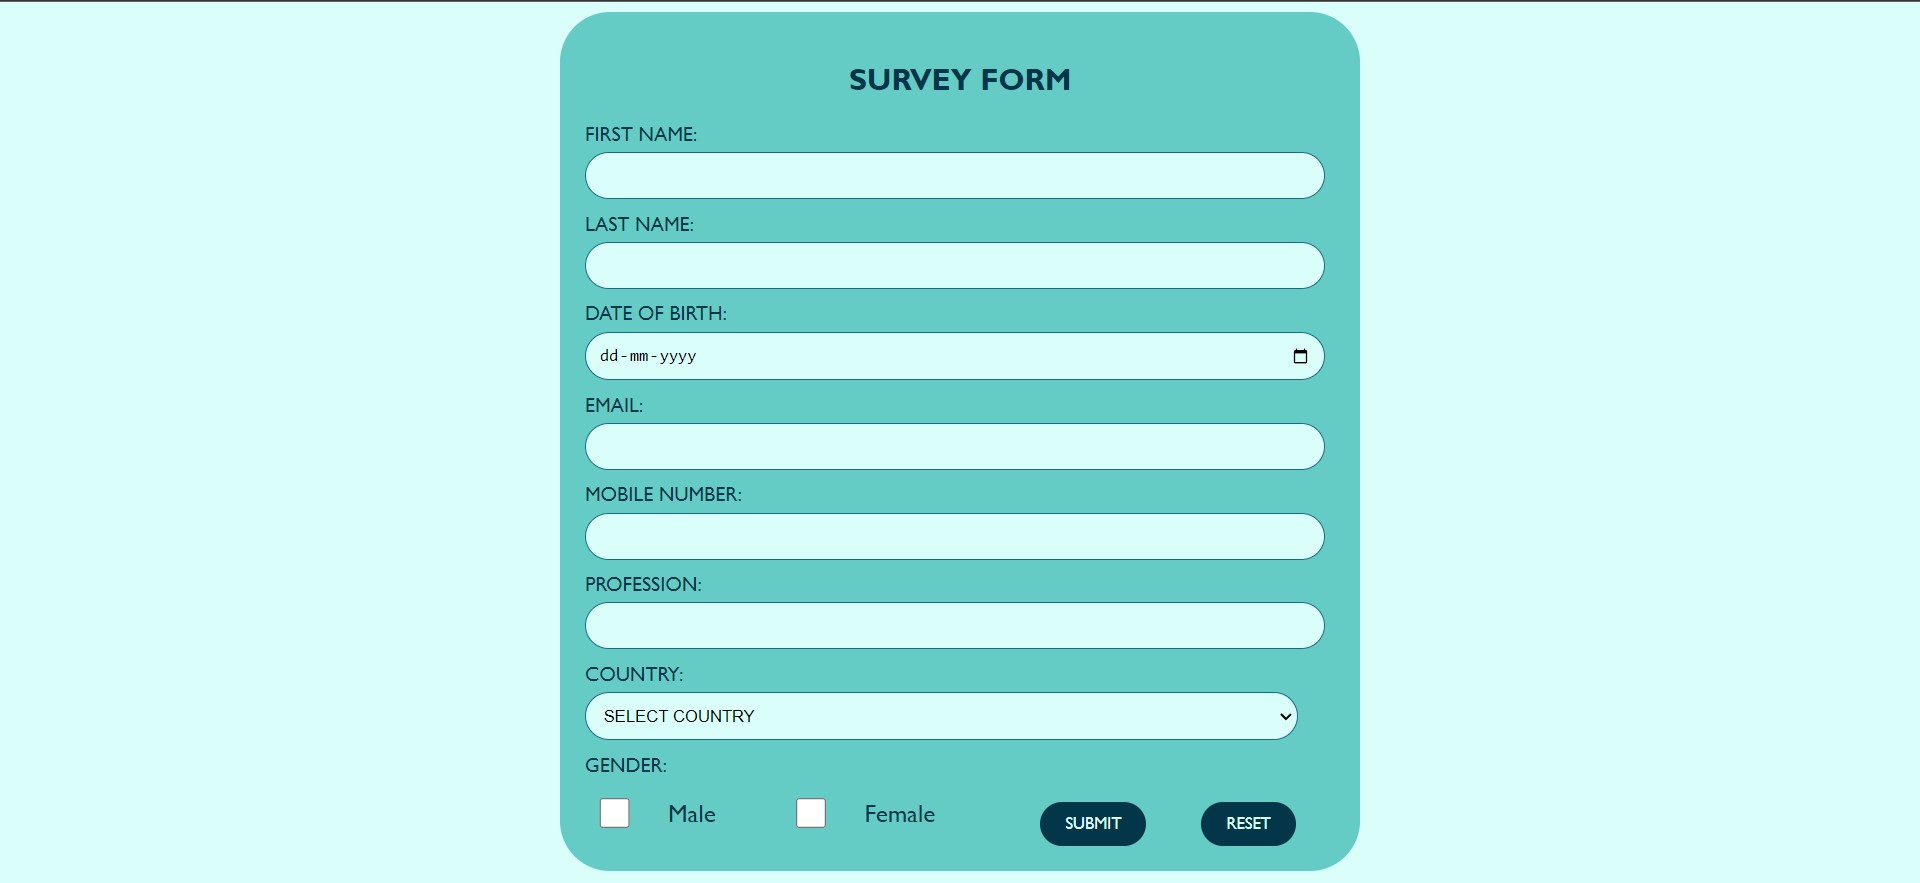 SURVEY FORM
FIRST NAME:
LAST NAME:
DATE OF BIRTH:
dd-mm-yyyy
EMAIL:
MOBILE NUMBER:
PROFESSION:
COUNTRY:
SELECT COUNTRY
GENDER:
Male Female SUBMIT RESET